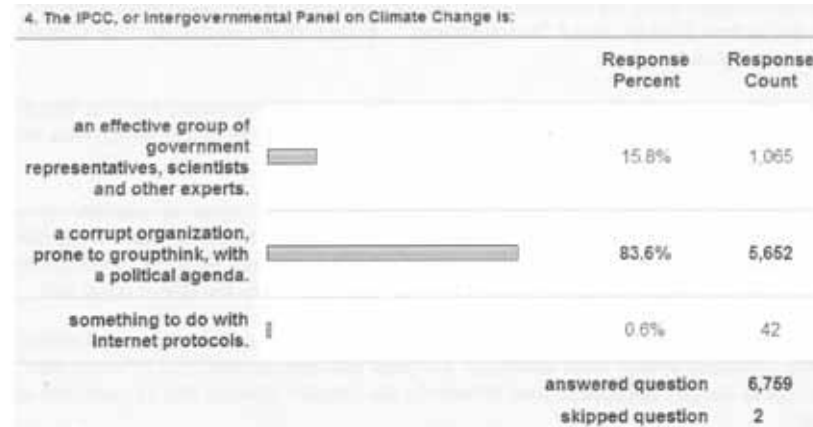 4. The IPCC, or Intergovernmental Panel on Climate Change is:
Response Percent
Response Count
an effective group of
government
representatives, scientists
and other experts.
15.8%
1,065
a corrupt organization,
prone to groupthink, with
a political agenda.
83.6%
5,652
something to do with
Internet protocols.
0.6%
42
answered question 6,759
skipped question 2